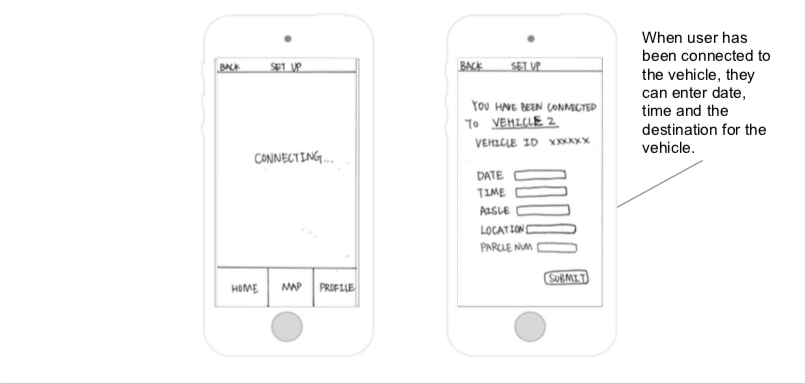 BACK SET UP
CONNECTING...
HOME MAP PROFILE
BACK SET UP
YOU HAVE BEEN CONNECTED
TO VEHICLE 2
VEHICLE ID XXXXXX
DATE
TIME
AISLE
LOCATION
PARCLE NUM
SUBMIT
When user has
been connected to
the vehicle, they
can enter date,
time and the
destination for the
vehicle.